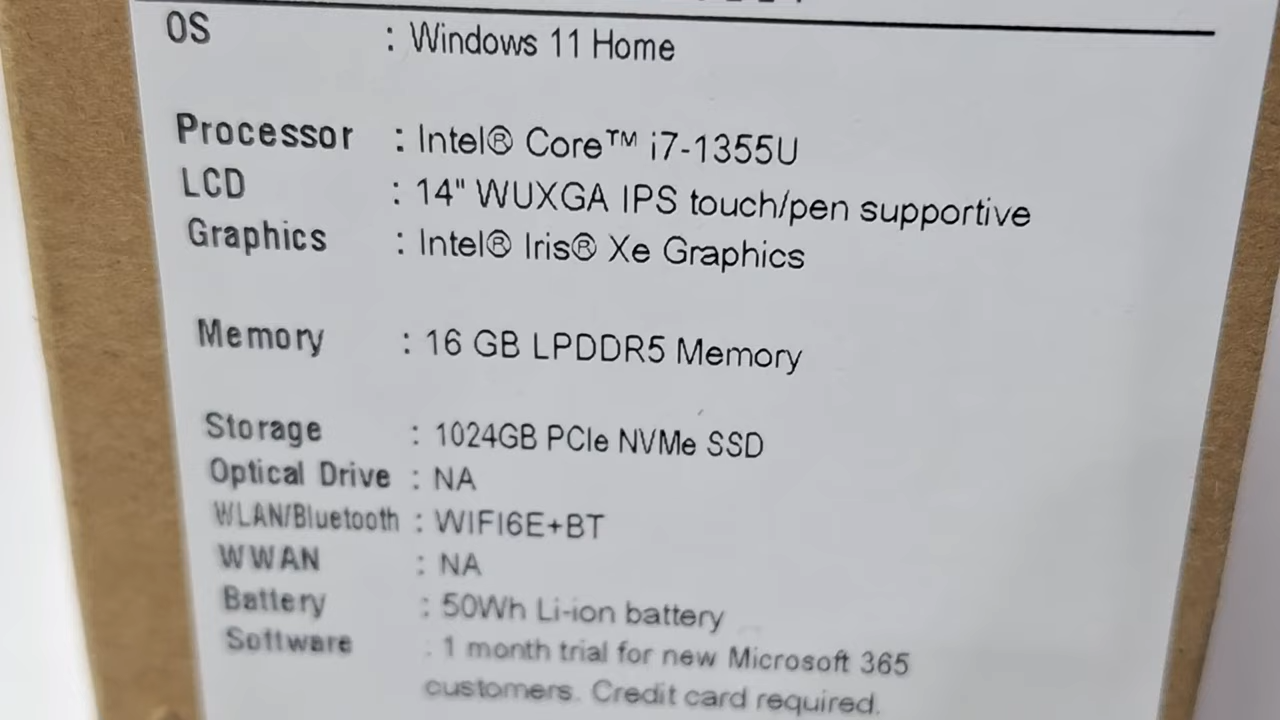 OS : Windows 11 Home
Processor : Intel® Core™ i7-1355U
LCD : 14" WUXGA IPS touch/pen supportive
Graphics : Intel® Iris® Xe Graphics
Memory : 16 GB LPDDR5 Memory
Storage : 1024GB PCIe NVMe SSD
Optical Drive : NA
WLAN/Bluetooth : WIFI6E+BT
WWAN : NA
Battery : 50Wh Li-ion battery
Software : 1 month trial for new Microsoft 365
customers. Credit card required.